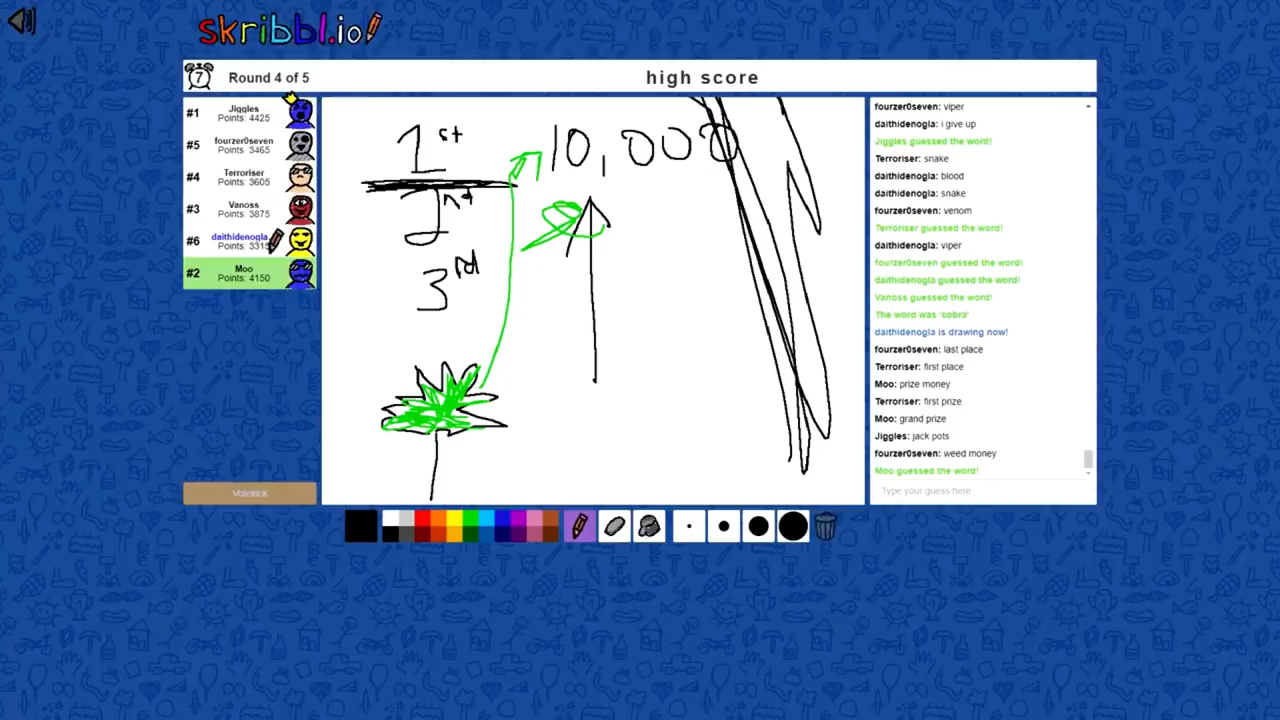 skribbl.io
7
Round 4 of 5
high score
#1
Jiggles
Points: 4425
#5
fourzer0seven
Points: 3465
#4
Terroriser
Points: 3605
#3
Vanoss
Points: 3875
#6
daithidenogla
Points: 3315
#2
Moo
Points: 4150
Votekick
1st
10,000
2nd
3rd
fourzer0seven: viper
daithidenogla: i give up
Jiggles guessed the word!
Terroriser: snake
daithidenogla: blood
daithidenogla: snake
fourzer0seven: venom
Terroriser guessed the word!
daithidenogla: viper
fourzer0seven guessed the word!
daithidenogla guessed the word!
Vanoss guessed the word!
The word was 'cobra'
daithidenogla is drawing now!
fourzer0seven: last place
Terroriser: first place
Moo: prize money
Terroriser: first prize
Moo: grand prize
Jiggles: jack pots
fourzer0seven: weed money
Moo guessed the word!
Type your guess here